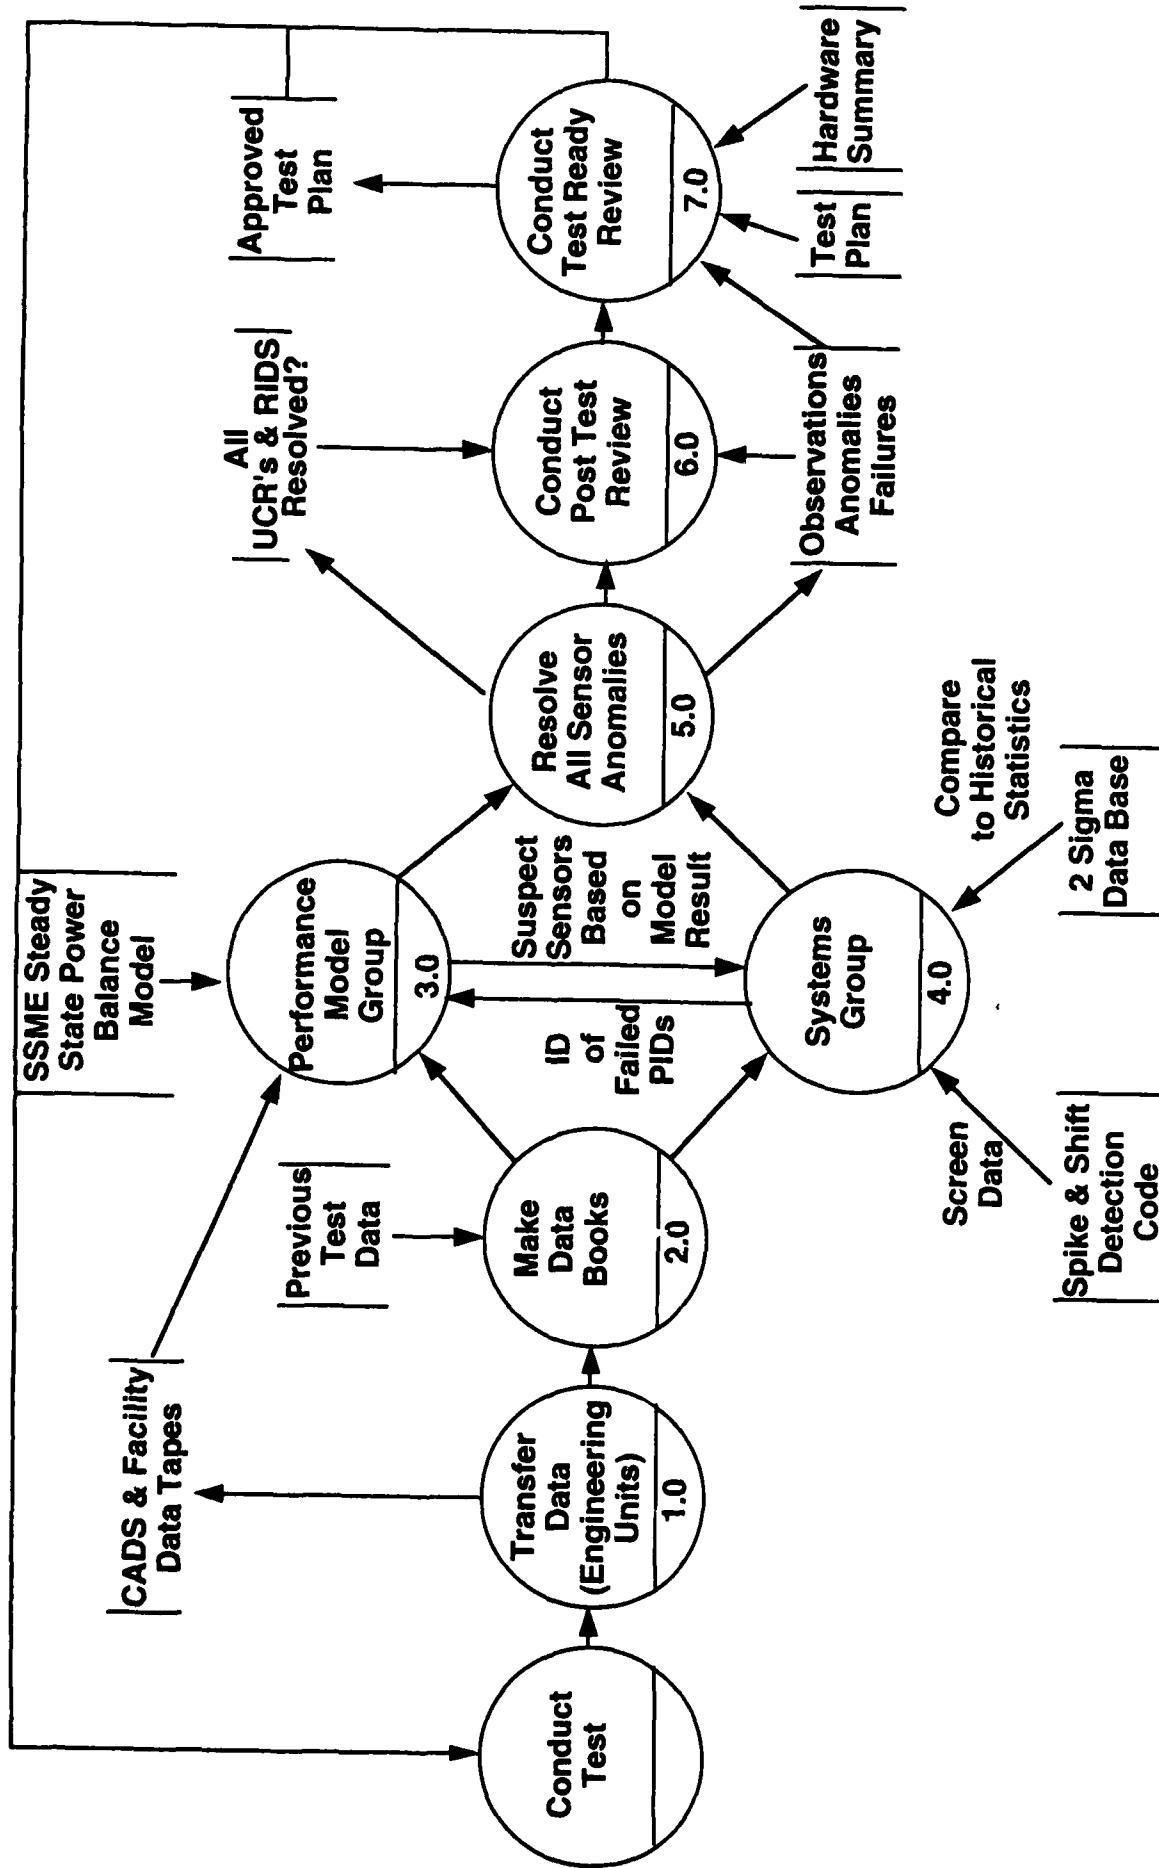 Conduct
Test
Transfer
Data
(Engineering
Units)
1.0
CADS & Facility
Data Tapes
Make
Data
Books
2.0
Previous
Test
Data
SSME Steady
State Power
Balance
Model
Performance
Model
Group
3.0
ID
of
Failed
PIDs
Suspect
Sensors
Based
on
Model
Result
Systems
Group
4.0
Screen
Data
Spike & Shift
Detection
Code
Compare
to Historical
Statistics
2 Sigma
Data Base
Resolve
All Sensor
Anomalies
5.0
All
UCR's & RIDS
Resolved?
Conduct
Post Test
Review
6.0
Observations
Anomalies
Failures
Approved
Test
Plan
Conduct
Test Ready
Review
7.0
Test
Plan
Hardware
Summary